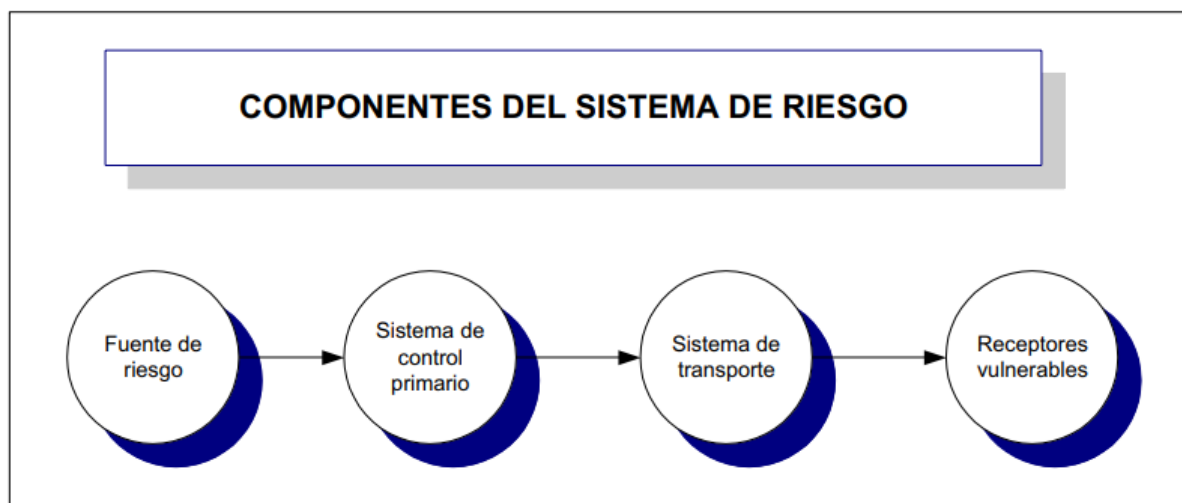 COMPONENTES DEL SISTEMA DE RIESGO
Fuente de
riesgo
Sistema de
control
primario
Sistema de
transporte
Receptores
vulnerables